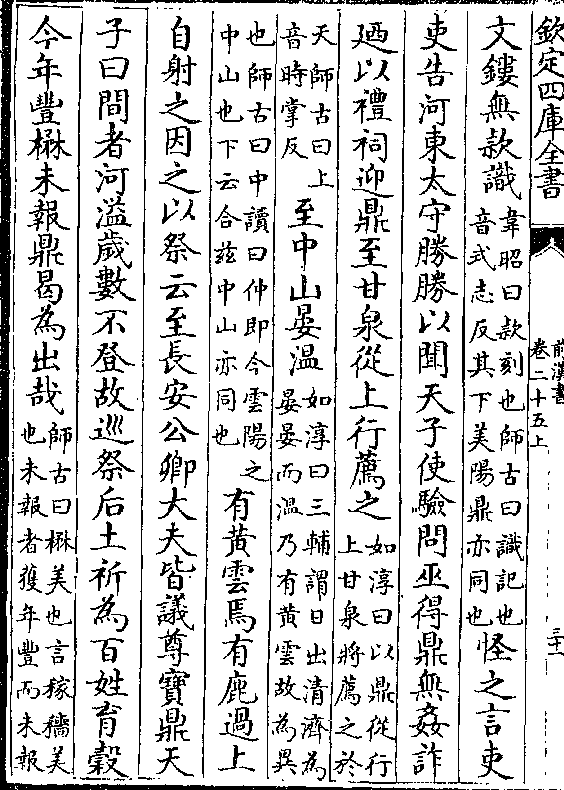 欽定四庫全書
前漢書
卷二十五上
三十一
文鏤無款識韋昭曰款刻也師古曰識記也音式志反其下美陽鼎亦同也怪之言吏
吏告河東太守勝勝以聞天子使驗問巫得鼎無姦詐
廼以禮祠迎鼎至甘泉從上行薦之如淳曰以鼎從行上甘泉將薦之於
天師古曰上音時掌反至中山晏溫如淳曰三輔謂日出清濟為晏晏而溫乃有黄雲故為異
也師古曰中讀曰仲即今雲陽之中山也下云合兹中山亦同也有黄雲焉有鹿過上
自射之因之以祭云至長安公卿大夫皆議尊寶鼎天
子曰間者河溢歲數不登故巡祭后土祈為百姓育穀
今年豐楙未報鼎曷為出哉師古曰楙美也言稼穡美也未報者獲年豐而未報